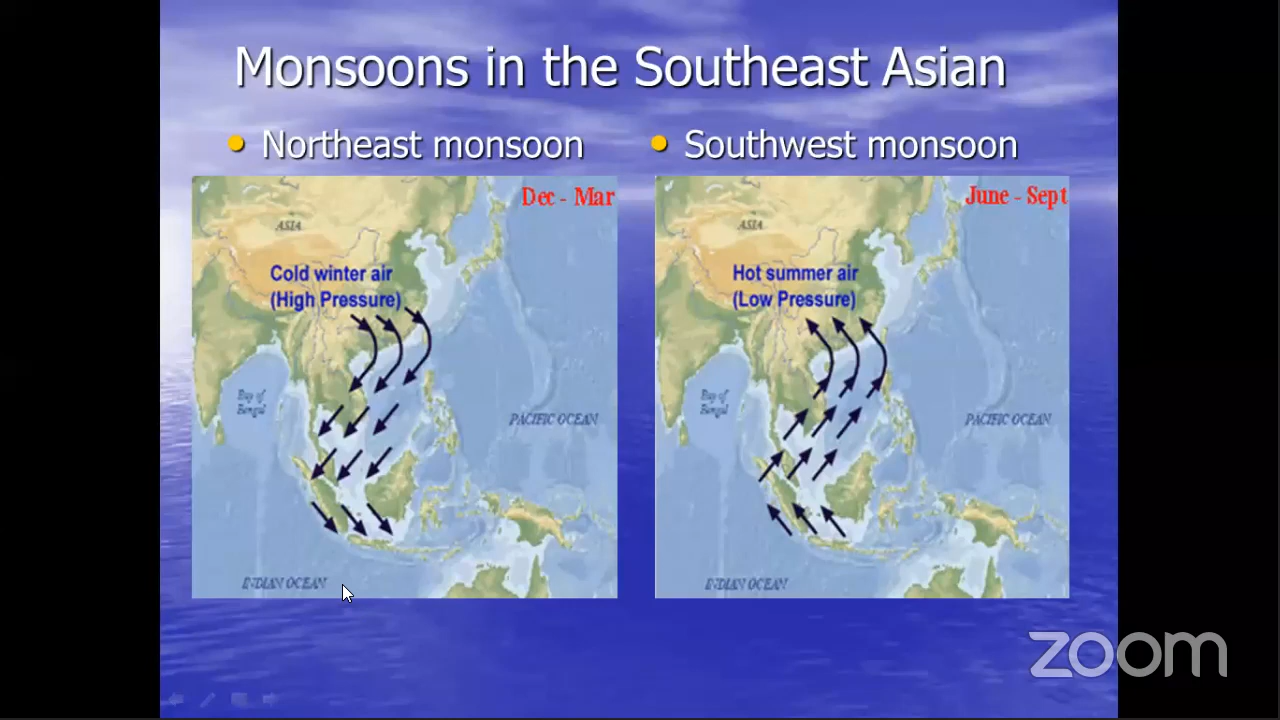 Monsoons in the Southeast Asian
Northeast monsoon
Southwest monsoon
Dec - Mar
ASIA
Cold winter air
(High Pressure)
Bay of
Bengal
PACIFIC OCEAN
INDIAN OCEAN
June - Sept
ASIA
Hot summer air
(Low Pressure)
Bay of
Bengal
PACIFIC OCEAN
INDIAN OCEAN
zoom